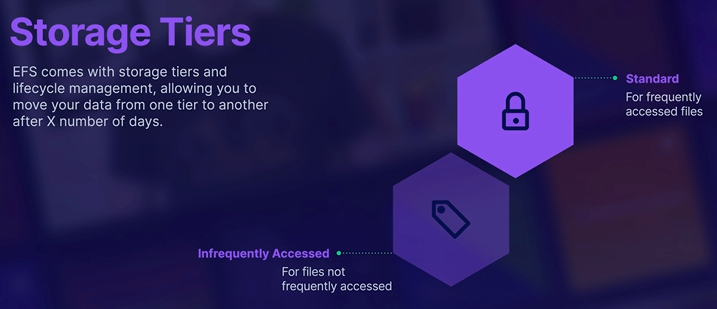 Storage Tiers
EFS comes with storage tiers and
lifecycle management, allowing you to
move your data from one tier to another
after X number of days.
Standard
For frequently
accessed files
Infrequently Accessed
For files not
frequently accessed